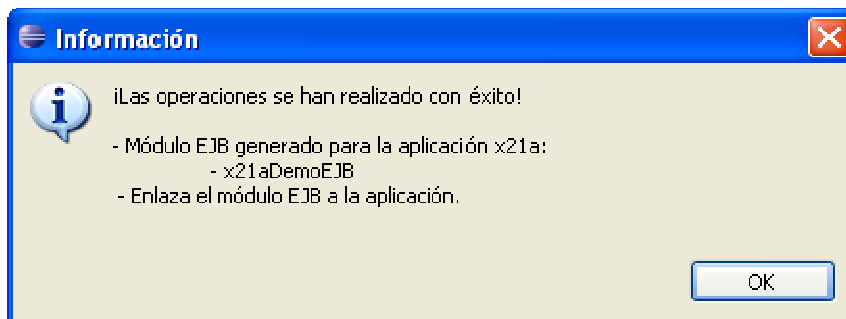 Información
¡Las operaciones se han realizado con éxito!
- Módulo EJB generado para la aplicación x21a:
- x21aDemoEJB
- Enlaza el módulo EJB a la aplicación.
OK